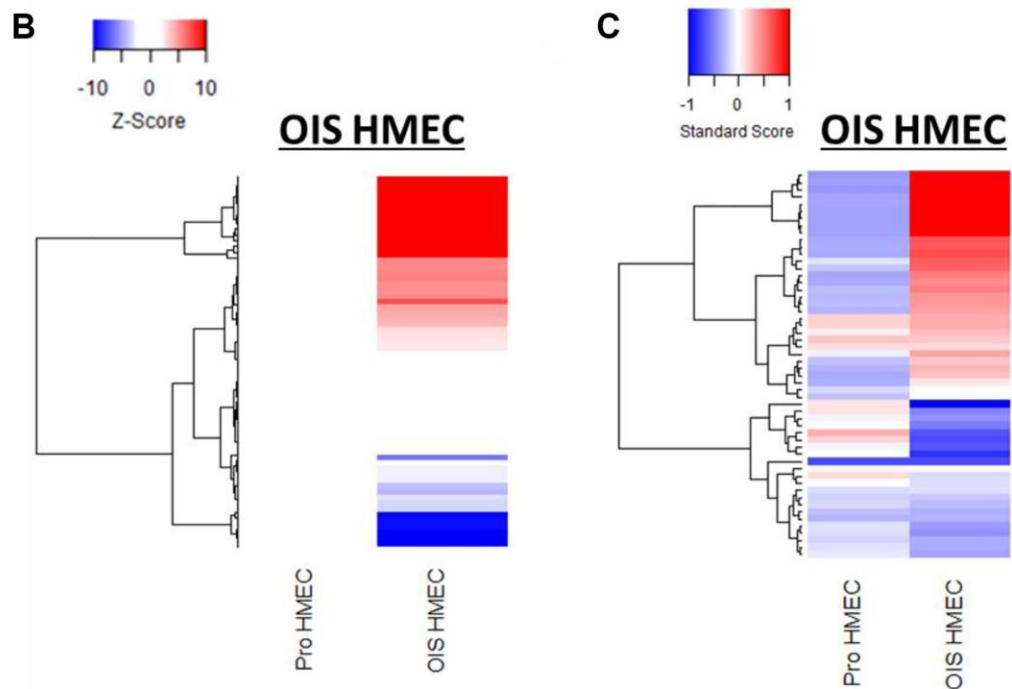 B
-10 0 10
Z-Score
OIS HMEC
Pro HMEC
OIS HMEC
C
-1 0 1
Standard Score
OIS HMEC
Pro HMEC
OIS HMEC